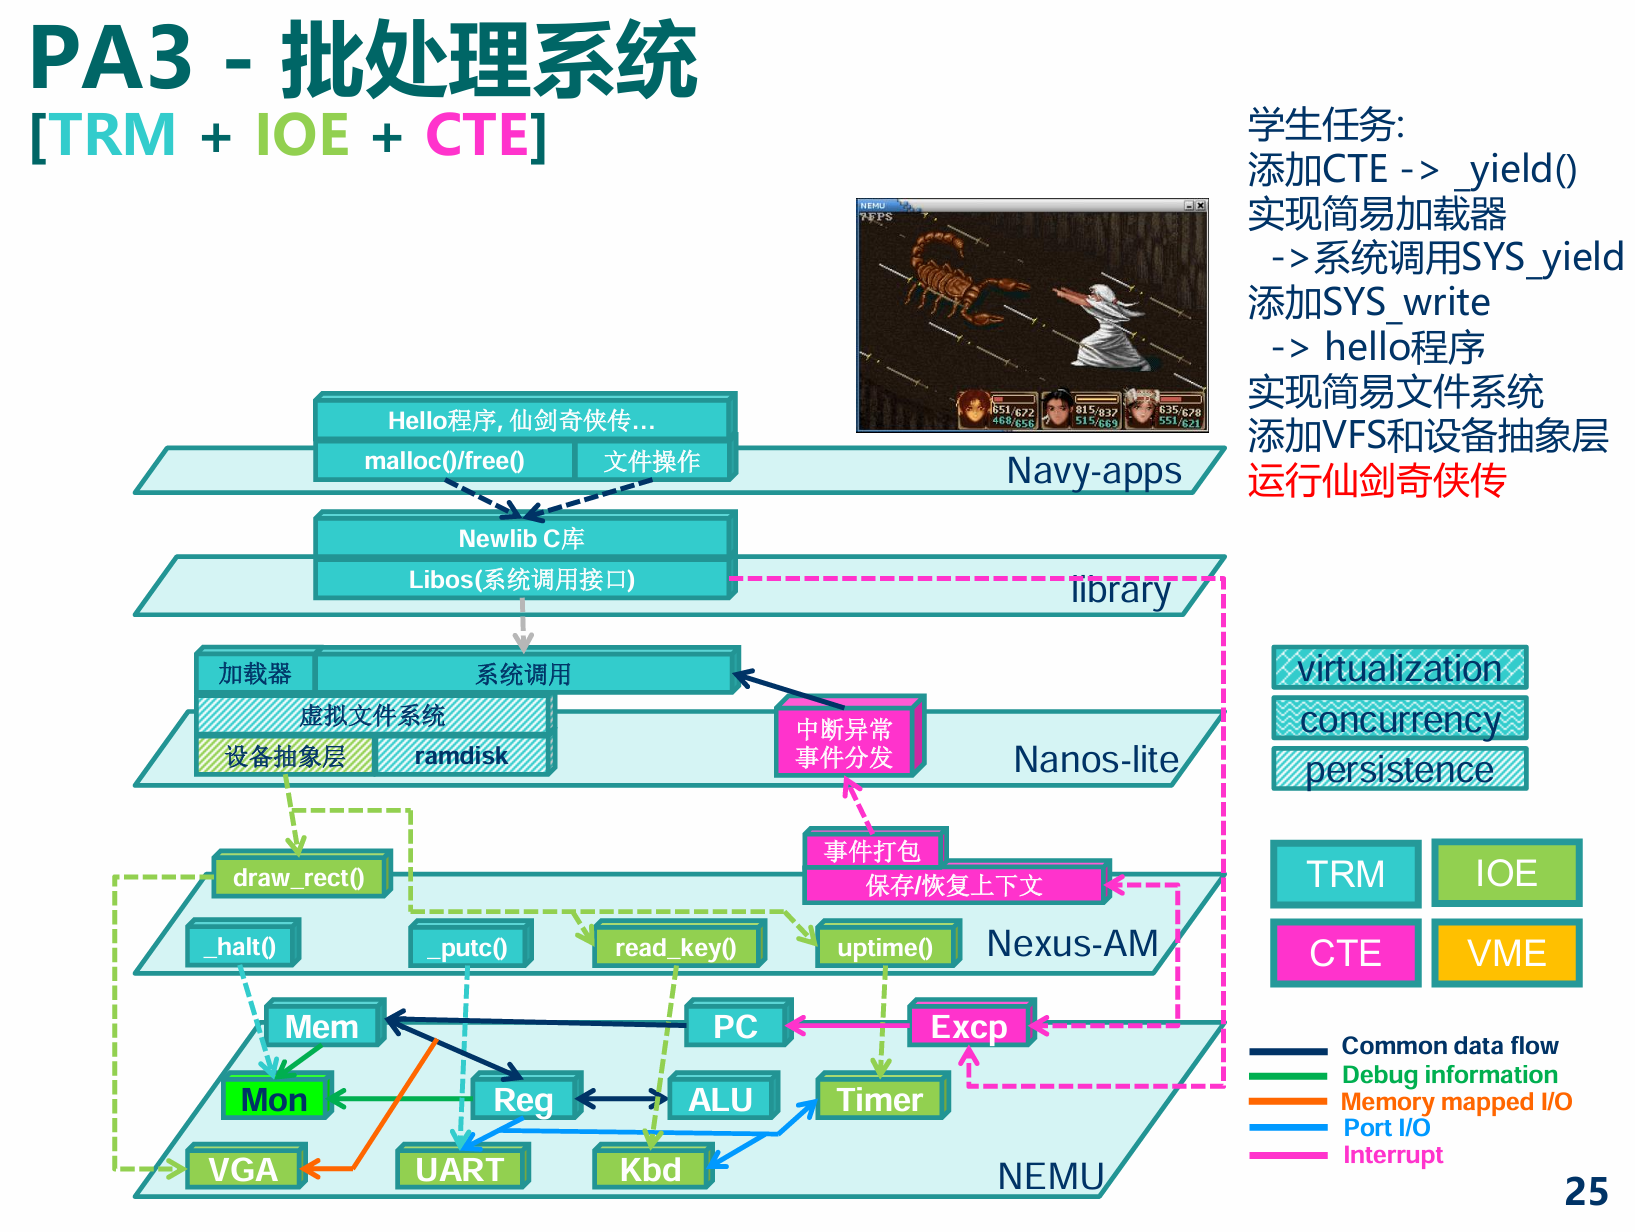 PA3 - 批处理系统
[TRM + IOE + CTE]
学生任务:
添加CTE -> _yield()
实现简易加载器
->系统调用SYS_yield
添加SYS_write
-> hello程序
实现简易文件系统
添加VFS和设备抽象层
运行仙剑奇侠传
NEMU
7FPS
651/672
468/656
815/837
515/669
635/678
551/621
Hello程序, 仙剑奇侠传…
malloc()/free()
文件操作
Navy-apps
Newlib C库
Libos(系统调用接口)
library
加载器
系统调用
虚拟文件系统
设备抽象层
ramdisk
中断异常
事件分发
Nanos-lite
virtualization
concurrency
persistence
事件打包
保存/恢复上下文
draw_rect()
_halt()
_putc()
read_key()
uptime()
Nexus-AM
TRM
IOE
CTE
VME
Mem
PC
Excp
Mon
Reg
ALU
Timer
VGA
UART
Kbd
NEMU
Common data flow
Debug information
Memory mapped I/O
Port I/O
Interrupt
25